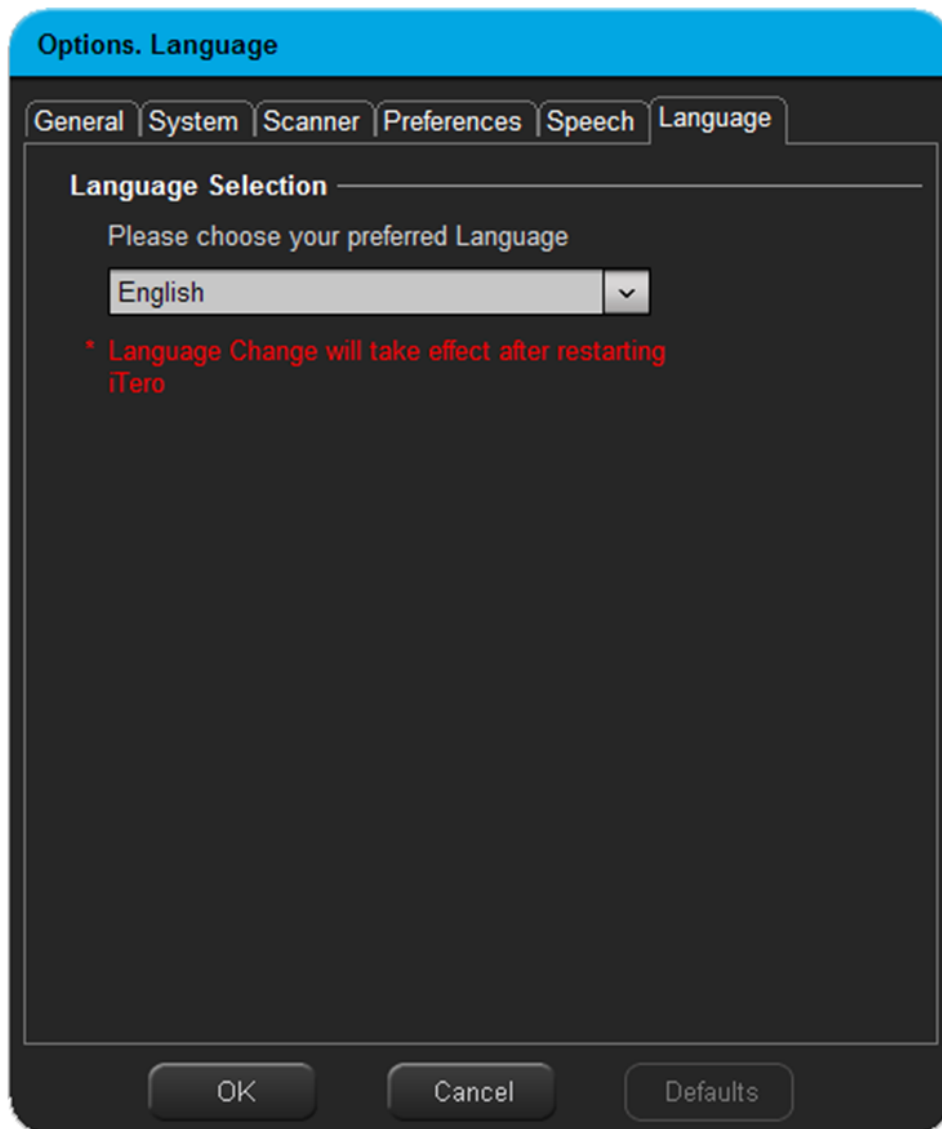 Options. Language
General System Scanner Preferences Speech Language
Language Selection
Please choose your preferred Language
English
* Language Change will take effect after restarting
iTero
OK Cancel Defaults